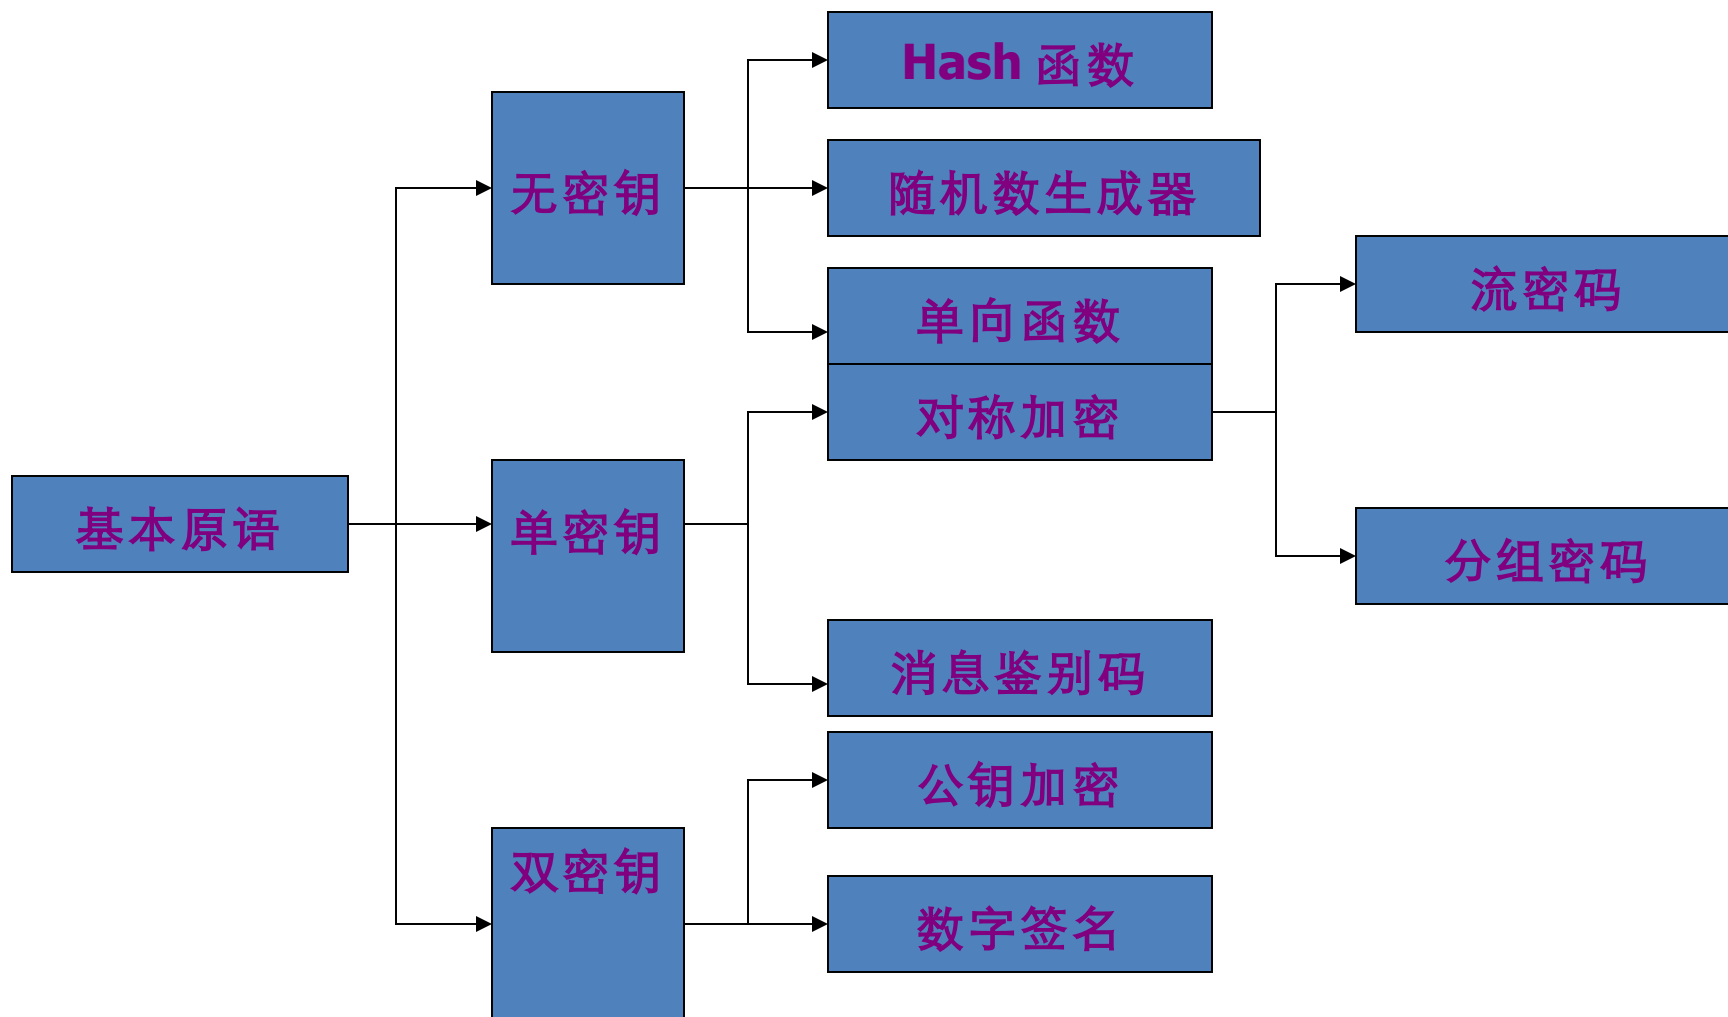 Hash 函数
无密钥
随机数生成器
流密码
单向函数
对称加密
基本原语
单密钥
分组密码
消息鉴别码
公钥加密
双密钥
数字签名